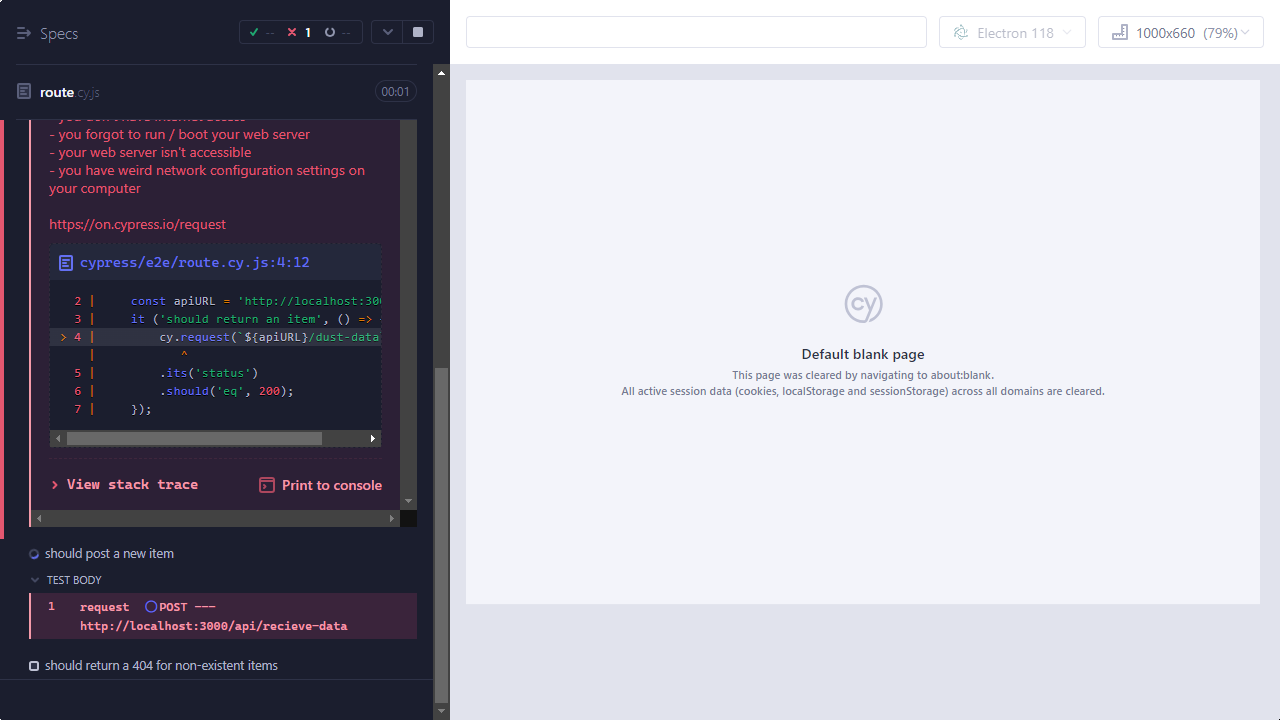 Specs
-- 1 --
Electron 118
1000x660 (79%)
route.cy.js
00:01
- you forgot to run / boot your web server
- your web server isn't accessible
- you have weird network configuration settings on
your computer
https://on.cypress.io/request
cypress/e2e/route.cy.js:4:12
2 | const apiURL = 'http://localhost:300
3 | it ('should return an item', () =>
> 4 | cy.request(`${apiURL}/dust-data
| ^
5 | .its('status')
6 | .should('eq', 200);
7 | });
> View stack trace
Print to console
should post a new item
TEST BODY
1 request POST ---
http://localhost:3000/api/recieve-data
should return a 404 for non-existent items
cy
Default blank page
This page was cleared by navigating to about:blank.
All active session data (cookies, localStorage and sessionStorage) across all domains are cleared.